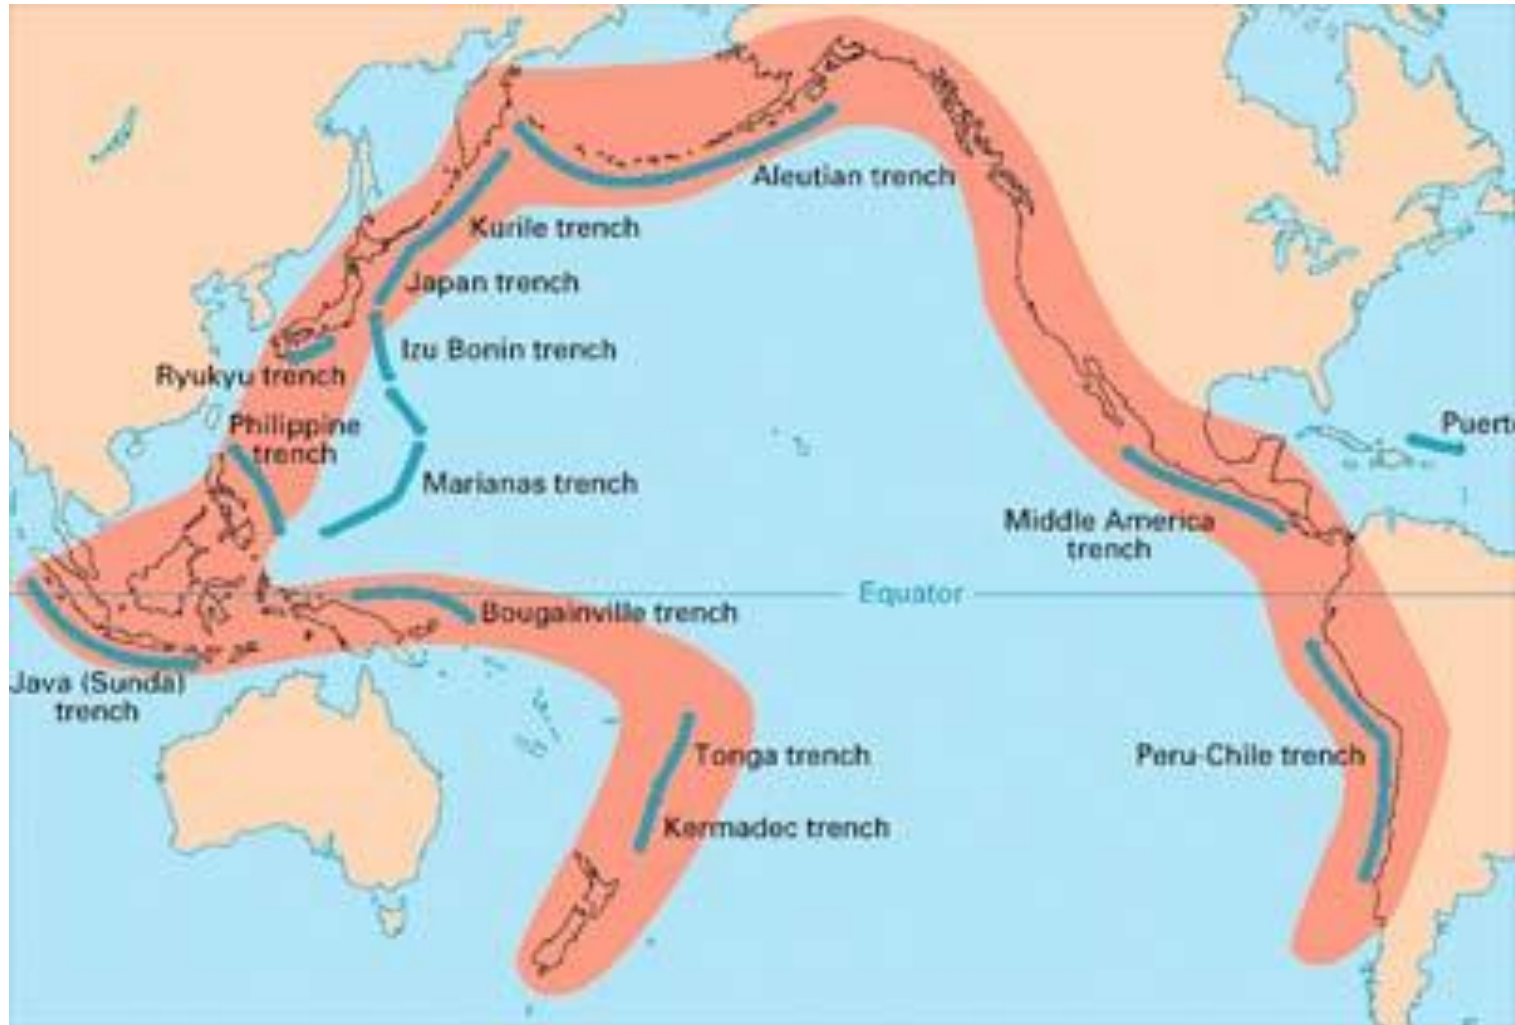 Aleutian trench
Kurile trench
Japan trench
Izu Bonin trench
Ryukyu trench
Philippine
trench
Puert
Marianas trench
Middle America
trench
Equator
Bougainville trench
Java (Sunda)
trench
Tonga trench
Peru-Chile trench
Kermadec trench